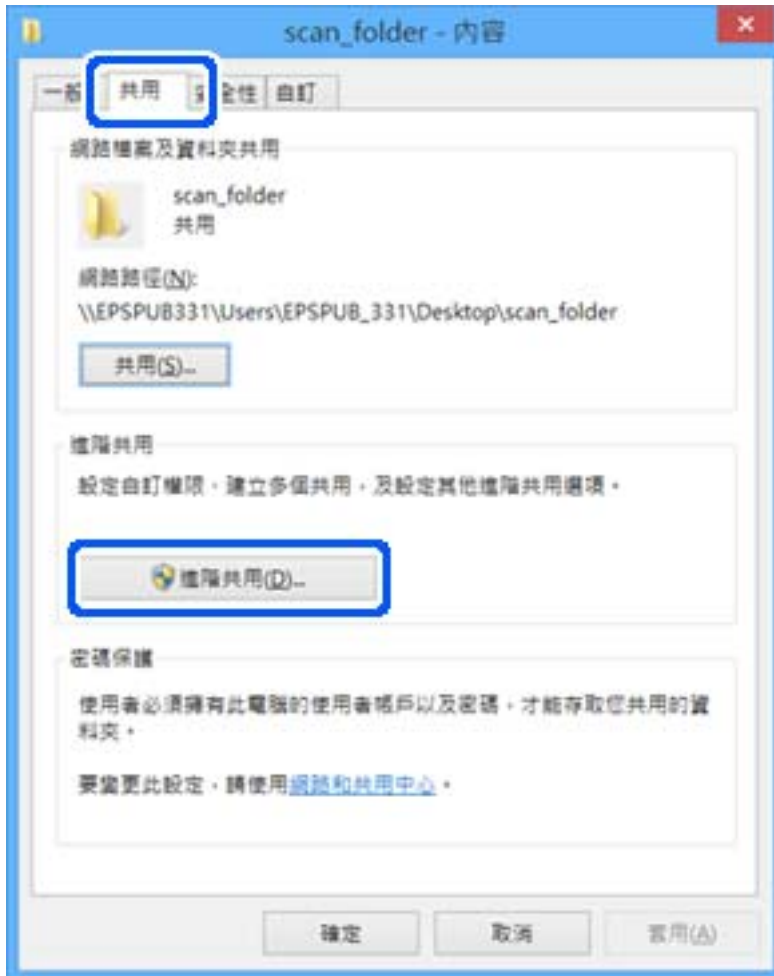 scan_folder - 內容
一般 共用 安全性 自訂
網路檔案及資料夾共用
scan_folder
共用
網路路徑(N):
\\EPSPUB331\Users\EPSPUB_331\Desktop\scan_folder
共用(S)...
進階共用
設定自訂權限，建立多個共用，及設定其他進階共用選項。
進階共用(D)...
密碼保護
使用者必須擁有此電腦的使用者帳戶以及密碼，才能存取您共用的資
料夾。
要變更此設定，請使用網路和共用中心。
確定 取消 套用(A)